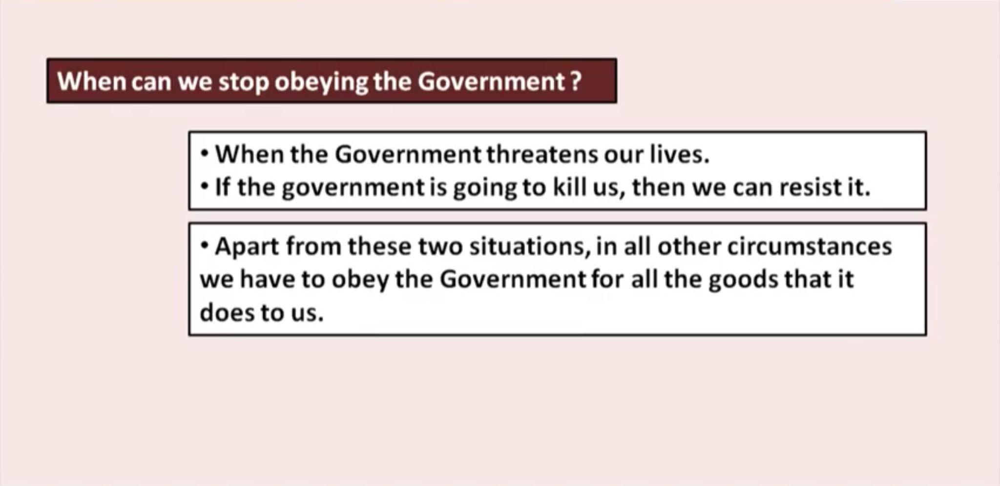 When can we stop obeying the Government ?
• When the Government threatens our lives.
• If the government is going to kill us, then we can resist it.
• Apart from these two situations, in all other circumstances
we have to obey the Government for all the goods that it
does to us.